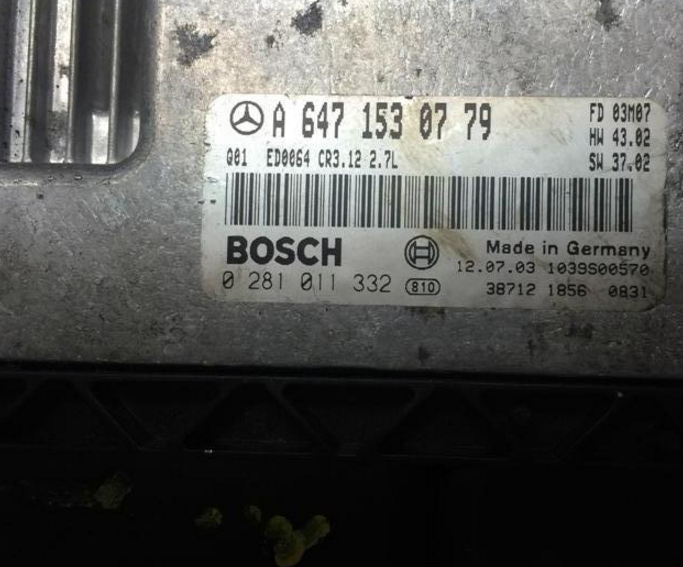 A 647 153 07 79
FD 03M07
HW 43.02
G01 ED0064 CR3.12 2.7L
SW 37.02
BOSCH
Made in Germany
12.07.03 1039S00570
0 281 011 332 810
38712 1856 0831